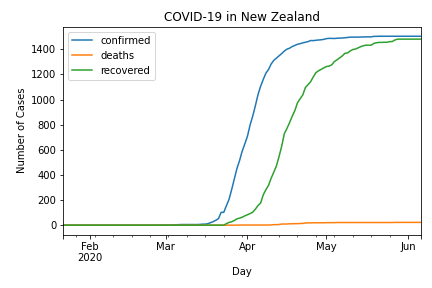 COVID-19 in New Zealand
confirmed
deaths
recovered
Number of Cases
1400
1200
1000
800
600
400
200
0
Feb
2020
Mar
Apr
May
Jun
Day